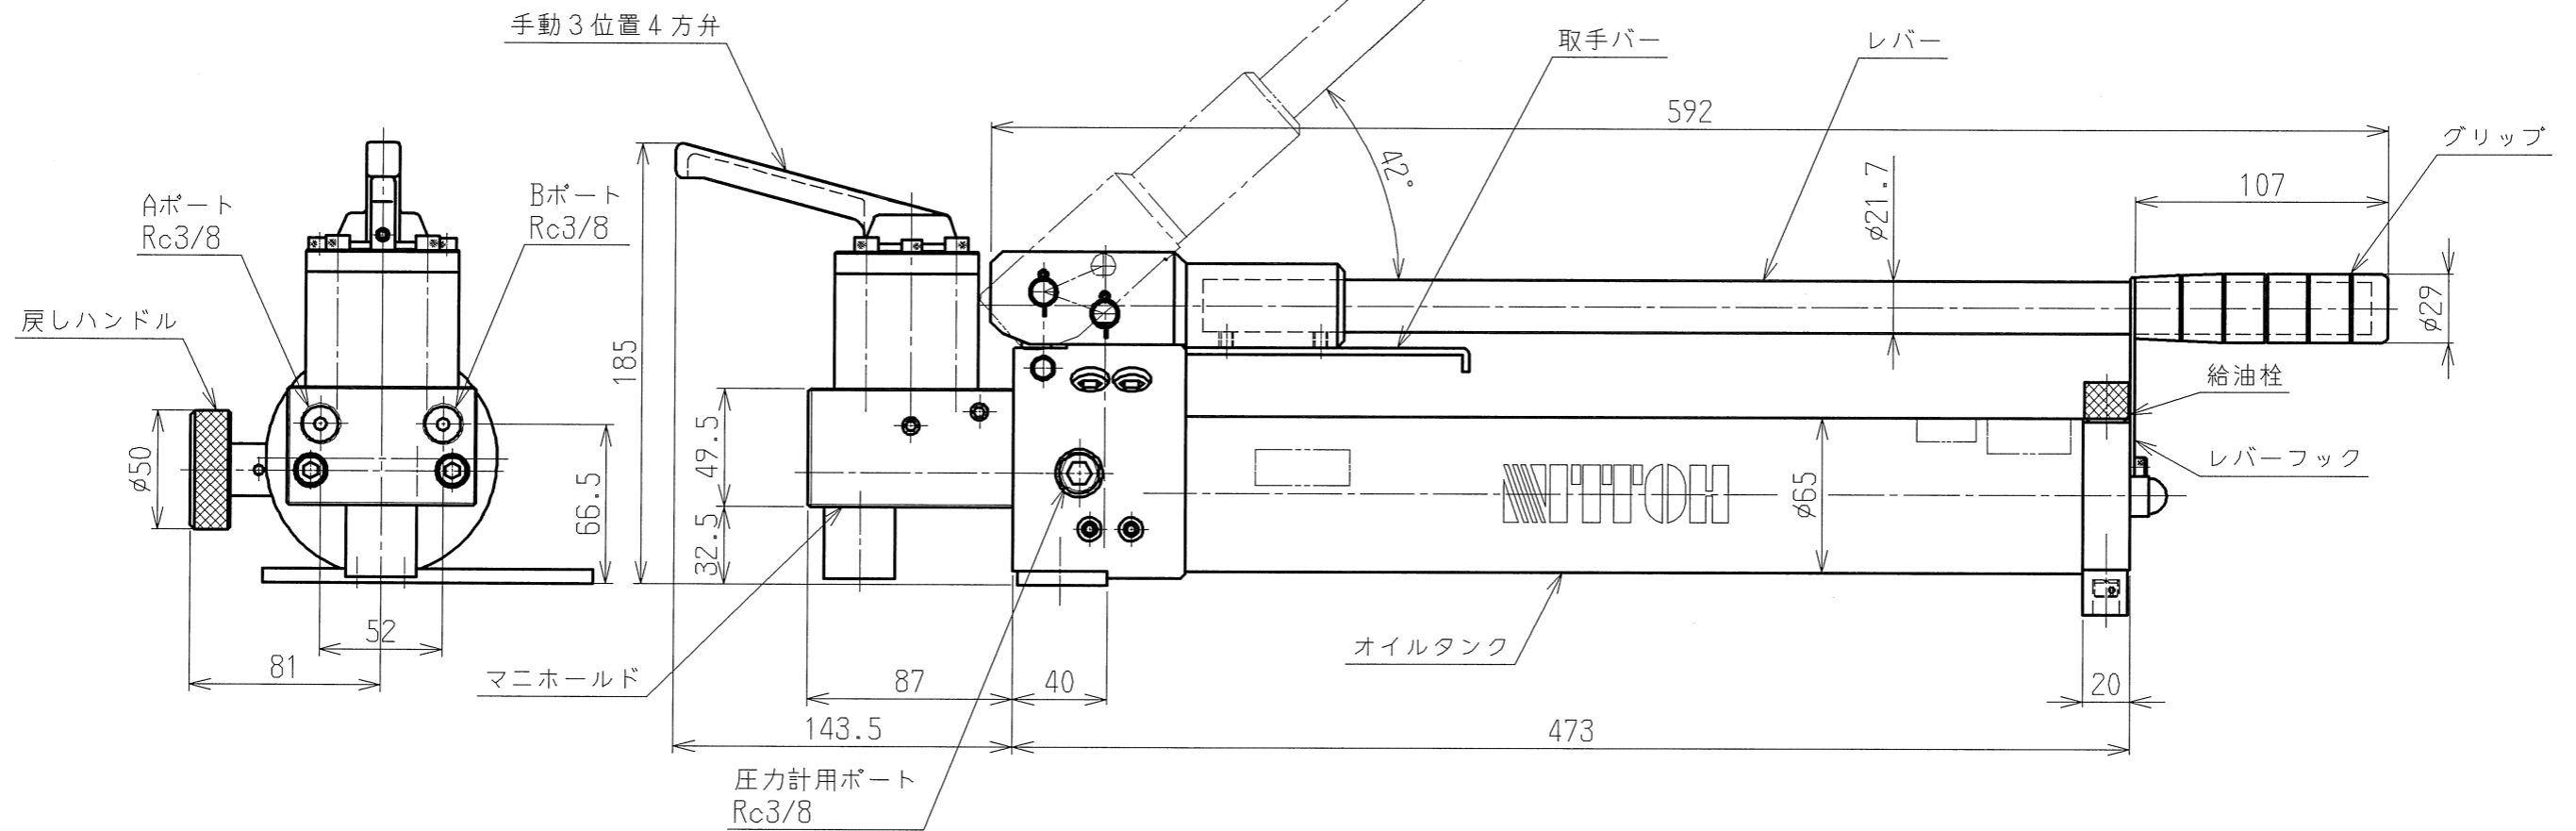 手動3位置4方弁
取手バー
レバー
592
グリップ
42°
107
φ21.7
Aポート
Rc3/8
Bポート
Rc3/8
戻しハンドル
185
φ29
給油栓
φ50
66.5
49.5
32.5
NITTOH
φ65
レバーフック
52
81
マニホールド
オイルタンク
87
40
20
143.5
473
圧力計用ポート
Rc3/8